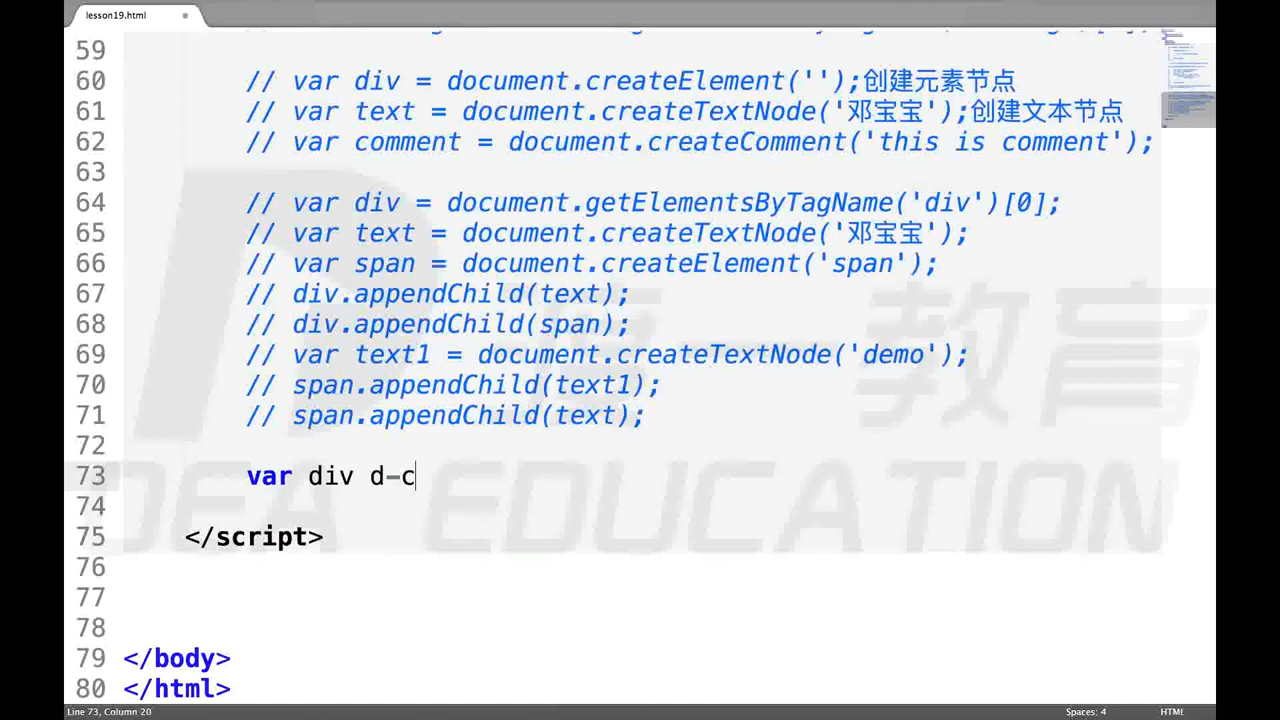 lesson19.html
59
60 // var div = document.createElement('');创建元素节点
61 // var text = document.createTextNode('邓宝宝');创建文本节点
62 // var comment = document.createComment('this is comment');
63
64 // var div = document.getElementsByTagName('div')[0];
65 // var text = document.createTextNode('邓宝宝');
66 // var span = document.createElement('span');
67 // div.appendChild(text);
68 // div.appendChild(span);
69 // var text1 = document.createTextNode('demo');
70 // span.appendChild(text1);
71 // span.appendChild(text);
72
73 var div d-c
74
75 </script>
76
77
78
79 </body>
80 </html>
教育
EDUCATION
Line 73, Column 20
Spaces: 4
HTML